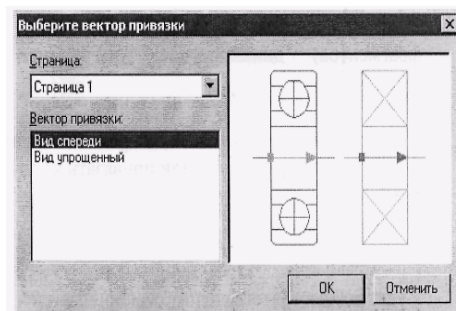 Выберите вектор привязки
Страница:
Страница 1
Вектор привязки:
Вид спереди
Вид упрощенный
OK
Отменить